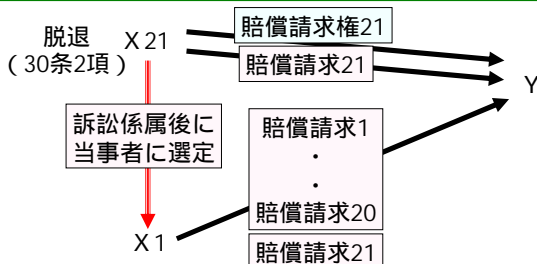 脱退
(30条2項)
X 21
賠償請求権21
賠償請求21
Y
訴訟係属後に
当事者に選定
賠償請求1
・
・
賠償請求20
X 1
賠償請求21